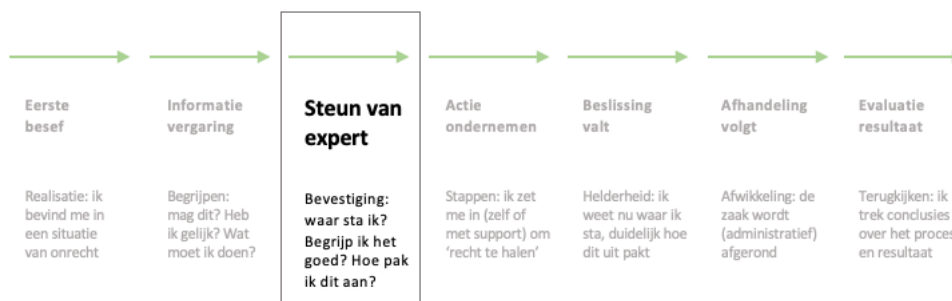 Eerste
besef
Informatie
vergaring
Steun van
expert
Actie
ondernemen
Beslissing
valt
Afhandeling
volgt
Evaluatie
resultaat
Realisatie: ik
bevind me in
een situatie
van onrecht
Begrijpen:
mag dit? Heb
ik gelijk? Wat
moet ik doen?
Bevestiging:
waar sta ik?
Begrijp ik het
goed? Hoe pak
ik dit aan?
Stappen: ik zet
me in (zelf of
met support) om
‘recht te halen’
Helderheid: ik
weet nu waar ik
sta, duidelijk hoe
dit uit pakt
Afwikkeling: de
zaak wordt
(administratief)
afgerond
Terugkijken: ik
trek conclusies
over het proces
en resultaat